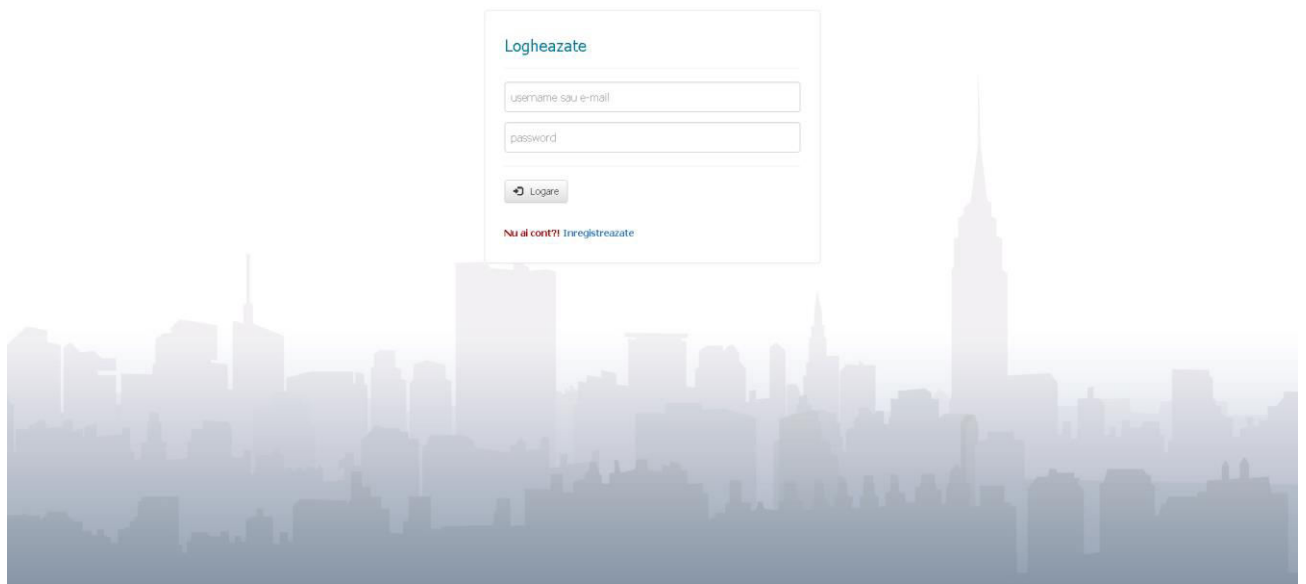 Logheazate
username sau e-mail
password
Logare
Nu ai cont?! Inregistreazate